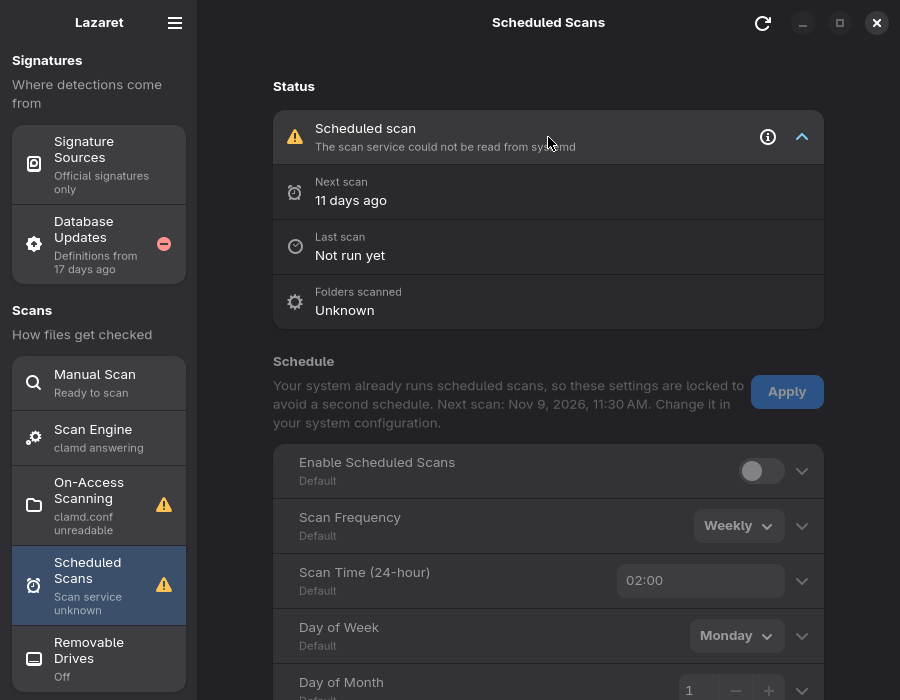 Lazaret
Scheduled Scans
Signatures
Where detections come
from
Signature
Sources
Official signatures
only
Database
Updates
Definitions from
17 days ago
Scans
How files get checked
Manual Scan
Ready to scan
Scan Engine
clamd answering
On-Access
Scanning
clamd.conf
unreadable
Scheduled
Scans
Scan service
unknown
Removable
Drives
Off
Status
Scheduled scan
The scan service could not be read from systemd
Next scan
11 days ago
Last scan
Not run yet
Folders scanned
Unknown
Schedule
Your system already runs scheduled scans, so these settings are locked to
avoid a second schedule. Next scan: Nov 9, 2026, 11:30 AM. Change it in
your system configuration.
Apply
Enable Scheduled Scans
Default
Scan Frequency
Default
Weekly
Scan Time (24-hour)
Default
02:00
Day of Week
Default
Monday
Day of Month
Default
1